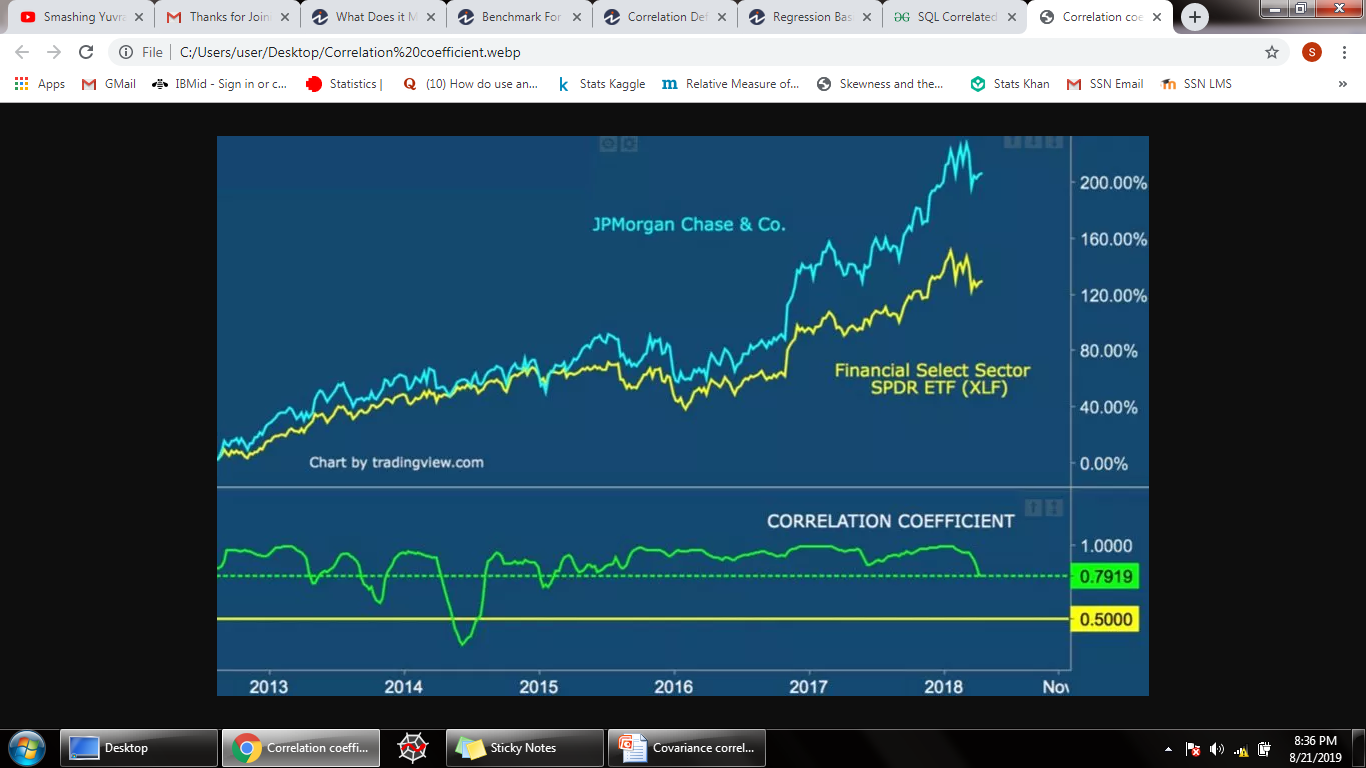 Smashing Yuvra
Thanks for Join
What Does it M
Benchmark For
Correlation Def
Regression Bas
SQL Correlated
Correlation coe
File
C:/Users/user/Desktop/Correlation%20coefficient.webp
S
Apps
GMail
IBMid - Sign in or c...
Statistics |
(10) How do use an...
Stats Kaggle
Relative Measure of...
Skewness and the...
Stats Khan
SSN Email
SSN LMS
»
JPMorgan Chase & Co.
200.00%
160.00%
120.00%
80.00%
40.00%
0.00%
Financial Select Sector
SPDR ETF (XLF)
Chart by tradingview.com
CORRELATION COEFFICIENT
1.0000
0.7919
0.5000
2013
2014
2015
2016
2017
2018
Nov
Desktop
Correlation coeffi...
Sticky Notes
Covariance correl...
8:36 PM
8/21/2019